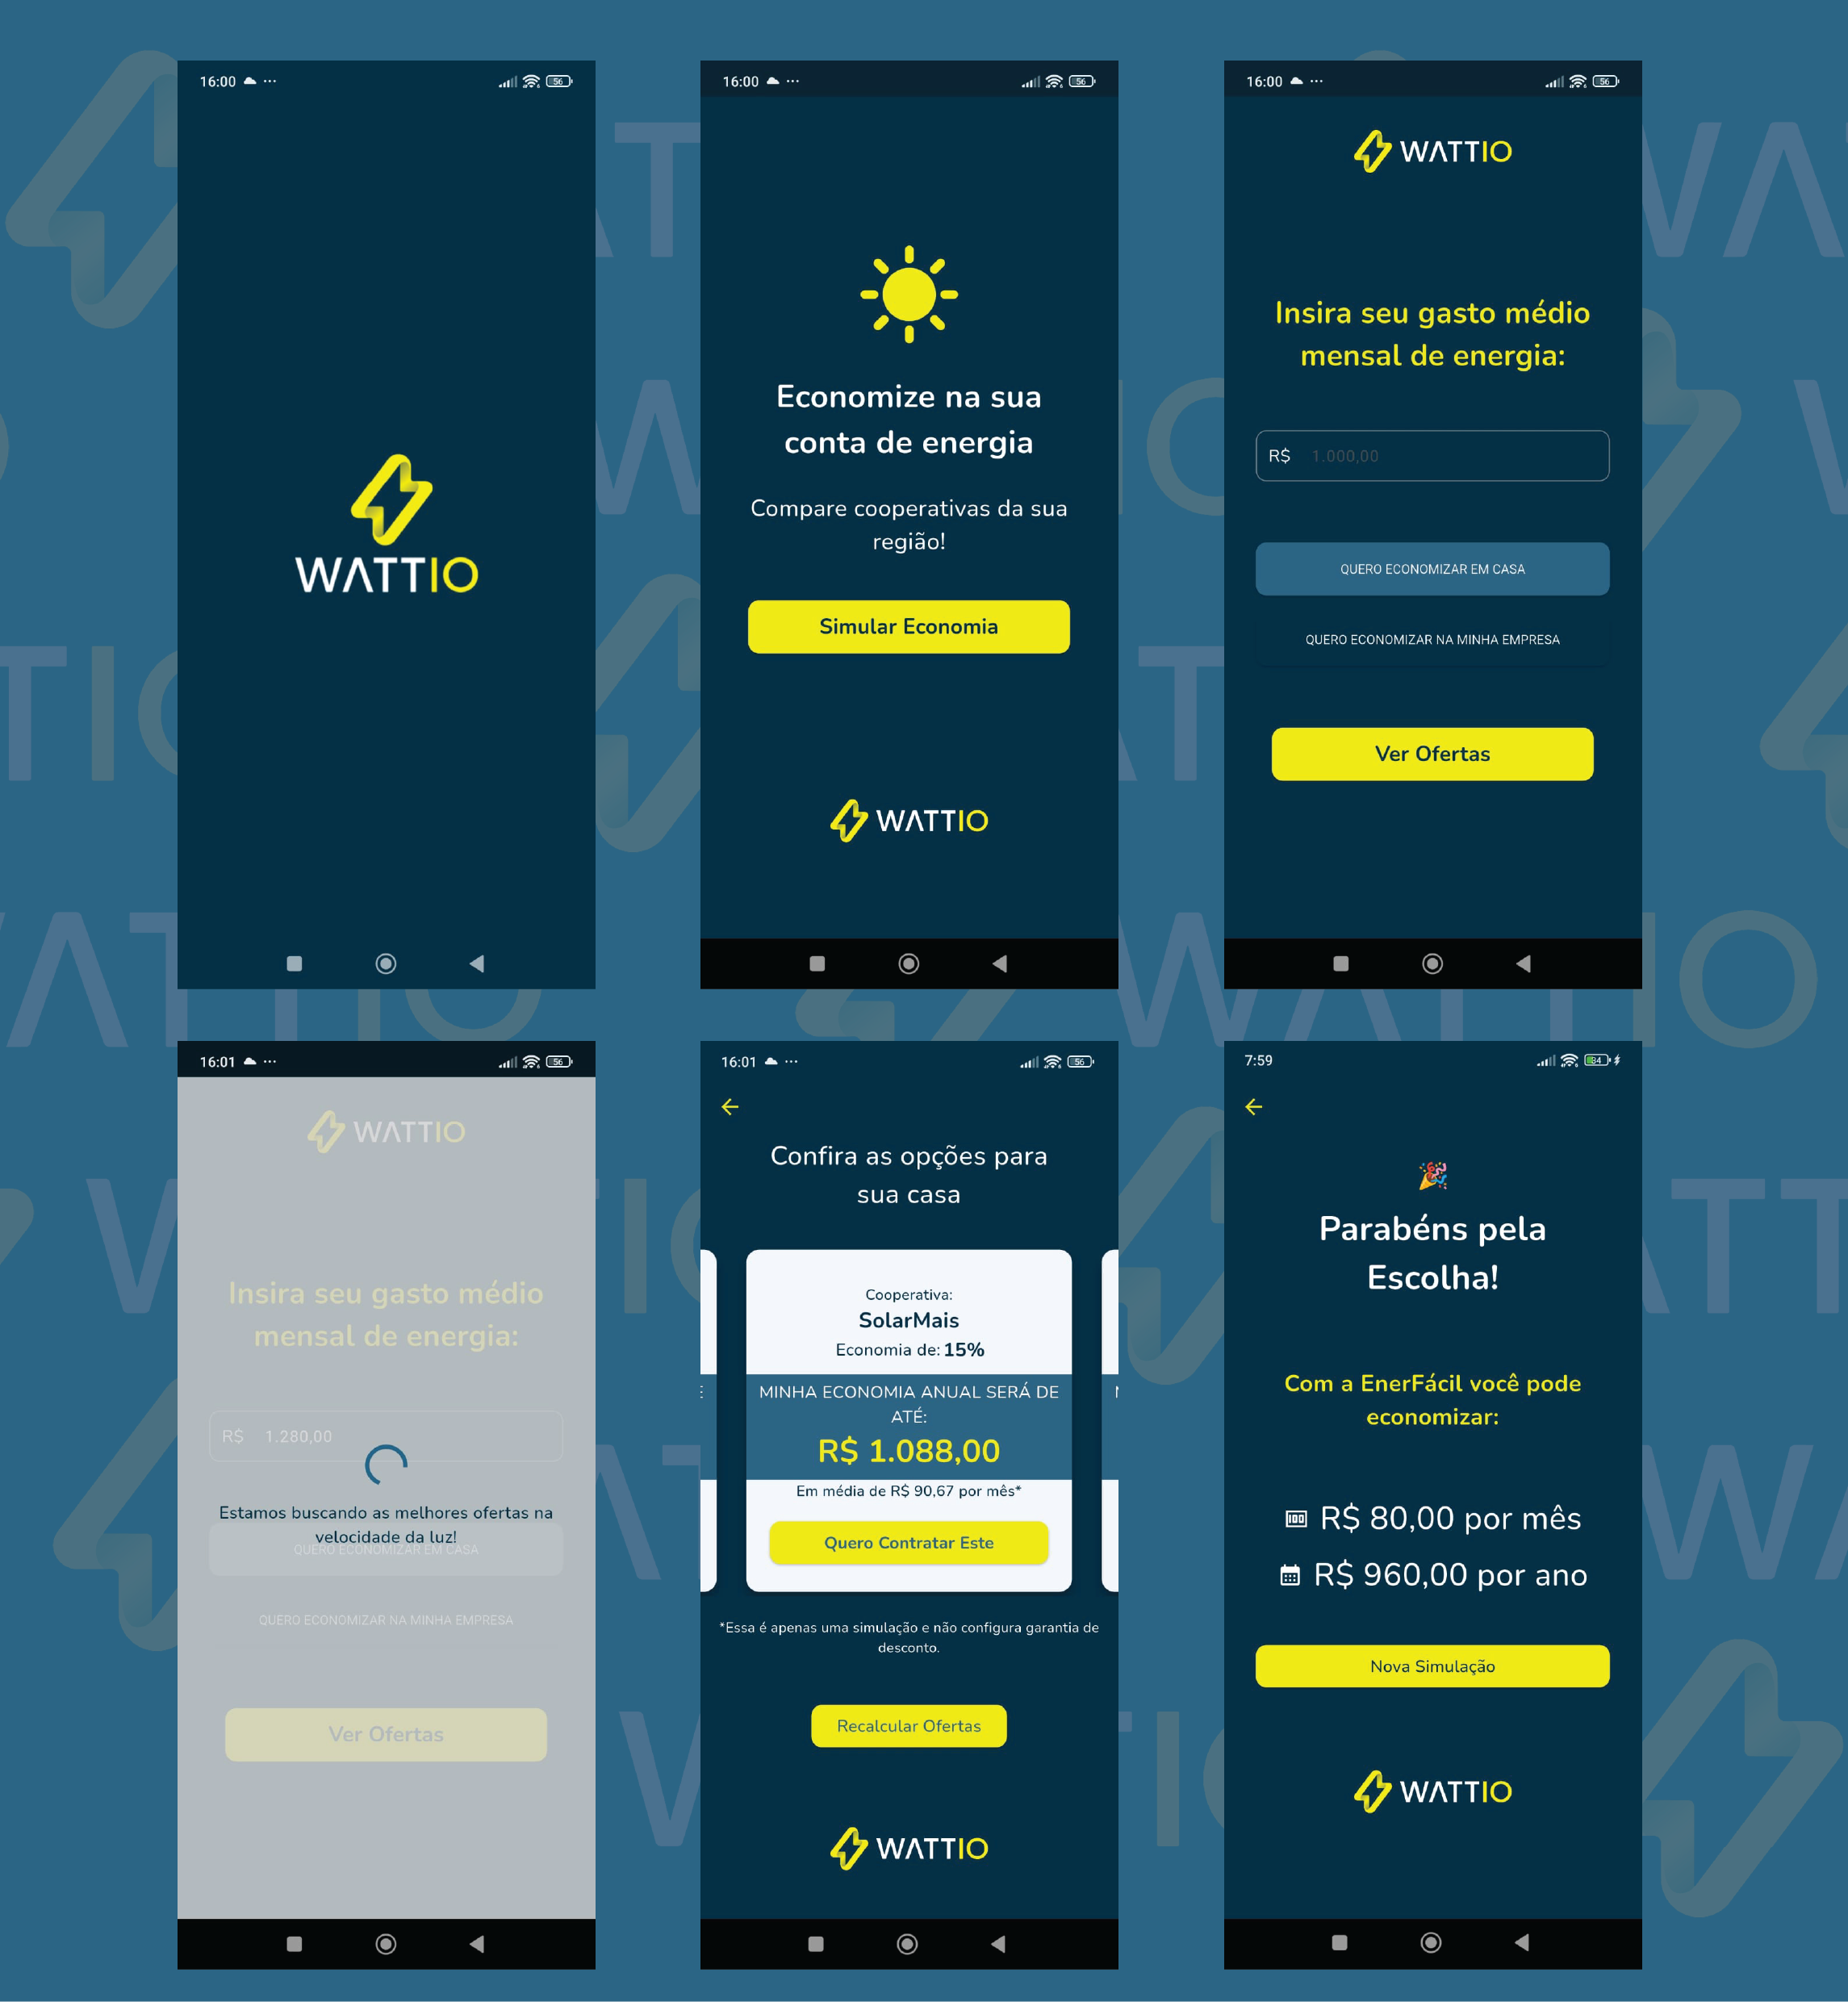 16:00
56
WATTIO
16:00
56
Economize na sua
conta de energia
Compare cooperativas da sua
região!
Simular Economia
WATTIO
16:00
56
WATTIO
Insira seu gasto médio
mensal de energia:
R$ 1.000,00
QUERO ECONOMIZAR EM CASA
QUERO ECONOMIZAR NA MINHA EMPRESA
Ver Ofertas
16:01
56
WATTIO
Insira seu gasto médio
mensal de energia:
R$ 1.280,00
Estamos buscando as melhores ofertas na
velocidade da luz!
QUERO ECONOMIZAR EM CASA
QUERO ECONOMIZAR NA MINHA EMPRESA
Ver Ofertas
16:01
56
Confira as opções para
sua casa
Cooperativa:
SolarMais
Economia de: 15%
MINHA ECONOMIA ANUAL SERÁ DE
ATÉ:
R$ 1.088,00
Em média de R$ 90,67 por mês*
Quero Contratar Este
*Essa é apenas uma simulação e não configura garantia de
desconto.
Recalcular Ofertas
WATTIO
7:59
84
Parabéns pela
Escolha!
Com a EnerFácil você pode
economizar:
R$ 80,00 por mês
R$ 960,00 por ano
Nova Simulação
WATTIO